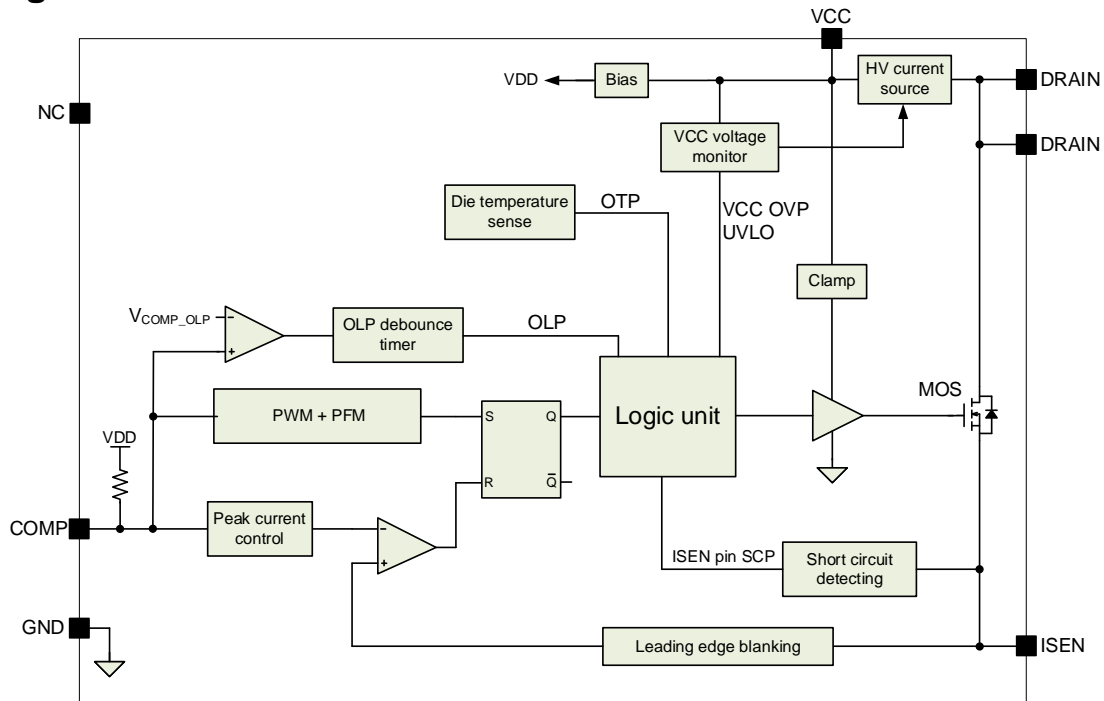 g
VCC
VDD
Bias
HV current
source
DRAIN
NC
VCC voltage
monitor
DRAIN
Die temperature
sense
OTP
VCC OVP
UVLO
Clamp
VCOMP_OLP
-
+
OLP debounce
timer
OLP
MOS
PWM + PFM
S
Q
Logic unit
VDD
R
Q̅
COMP
Peak current
control
-
+
ISEN pin SCP
Short circuit
detecting
GND
Leading edge blanking
ISEN